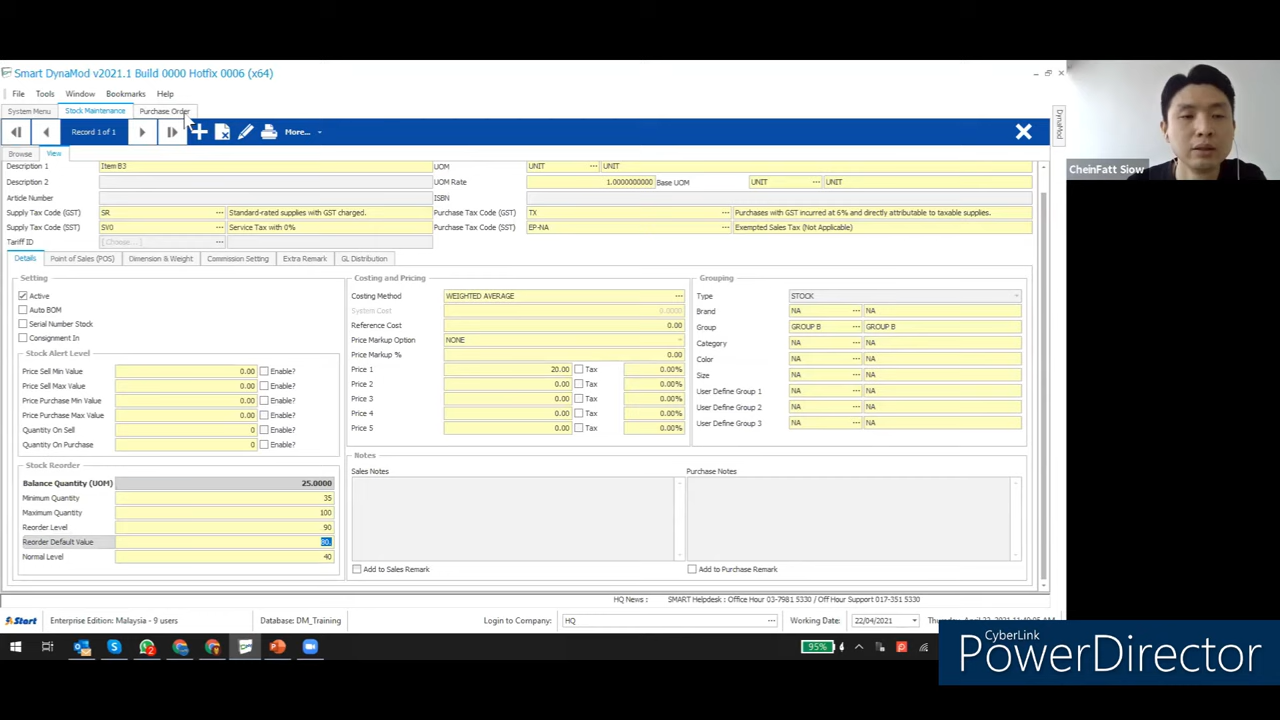 Smart DynaMod v2021.1 Build 0000 Hotfix 0006 (x64)
File Tools Window Bookmarks Help
System Menu Stock Maintenance Purchase Order
DynaMod
Record 1 of 1 More...
CheinFatt Siow
Browse View
Description 1 Item B3 UOM UNIT UNIT
Description 2 UOM Rate 1.0000000000 Base UOM UNIT UNIT
Article Number ISBN
Supply Tax Code (GST) SR Standard-rated supplies with GST charged. Purchase Tax Code (GST) TX Purchases with GST incurred at 6% and directly attributable to taxable supplies.
Supply Tax Code (SST) SV0 Service Tax with 0% Purchase Tax Code (SST) EP-NA Exempted Sales Tax (Not Applicable)
Tariff ID [ Choose... ]
Details Point of Sales (POS) Dimension & Weight Commission Setting Extra Remark GL Distribution
Setting Costing and Pricing Grouping
Active Costing Method WEIGHTED AVERAGE Type STOCK
Auto BOM System Cost 0.0000 Brand NA NA
Serial Number Stock Reference Cost 0.00 Group GROUP B GROUP B
Consignment In Price Markup Option NONE Category NA NA
Stock Alert Level Price Markup % 0.00 Color NA NA
Price Sell Min Value 0.00 Enable? Price 1 20.00 Tax 0.00% Size NA NA
Price Sell Max Value 0.00 Enable? Price 2 0.00 Tax 0.00% User Define Group 1 NA NA
Price Purchase Min Value 0.00 Enable? Price 3 0.00 Tax 0.00% User Define Group 2 NA NA
Price Purchase Max Value 0.00 Enable? Price 4 0.00 Tax 0.00% User Define Group 3 NA NA
Quantity On Sell 0 Enable? Price 5 0.00 Tax 0.00%
Quantity On Purchase 0 Enable?
Notes
Stock Reorder Sales Notes Purchase Notes
Balance Quantity (UOM) 25.0000
Minimum Quantity 35
Maximum Quantity 100
Reorder Level 90
Reorder Default Value 80.
Normal Level 40
Add to Sales Remark Add to Purchase Remark
HQ News : SMART Helpdesk : Office Hour 03-7981 5330 / Off Hour Support 017-351 5330
Start Enterprise Edition: Malaysia - 9 users Database: DM_Training Login to Company: HQ Working Date: 22/04/2021
95%
CyberLink
PowerDirector